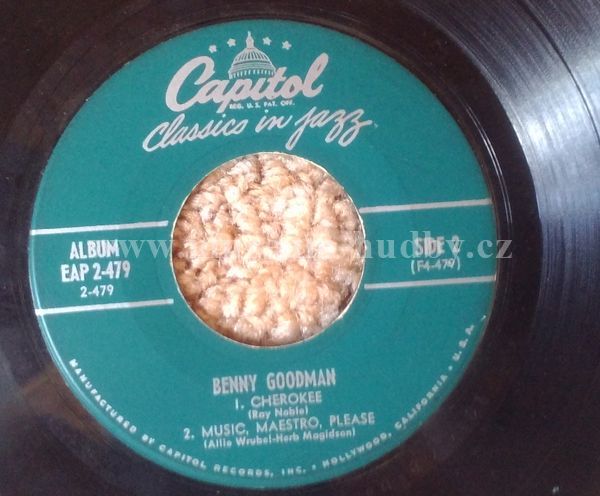 Capitol
REG. U.S. PAT. OFF.
Classics in jazz
ALBUM
EAP 2-479
2-479
SIDE 2
(F4-479)
BENNY GOODMAN
1. CHEROKEE
(Ray Noble)
2. MUSIC, MAESTRO, PLEASE
(Allie Wrubel-Herb Magidson)
MANUFACTURED BY CAPITOL RECORDS, INC. • HOLLYWOOD, CALIFORNIA • U.S.A.